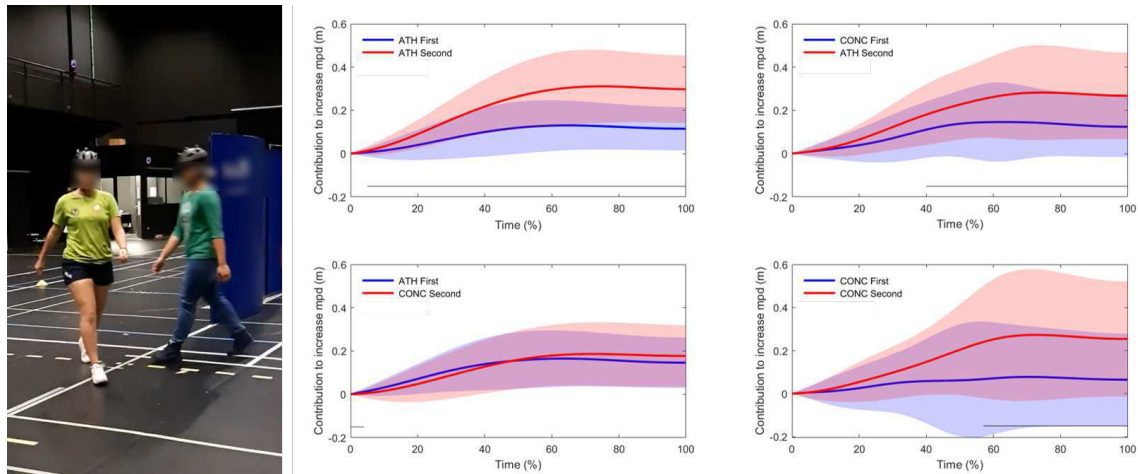 Contribution to increase mpd (m)
0.6
0.4
0.2
0
-0.2
ATH First
ATH Second
0 20 40 60 80 100
Time (%)
Contribution to increase mpd (m)
0.6
0.4
0.2
0
-0.2
CONC First
ATH Second
0 20 40 60 80 100
Time (%)
Contribution to increase mpd (m)
0.6
0.4
0.2
0
-0.2
ATH First
CONC Second
0 20 40 60 80 100
Time (%)
Contribution to increase mpd (m)
0.6
0.4
0.2
0
-0.2
CONC First
CONC Second
0 20 40 60 80 100
Time (%)